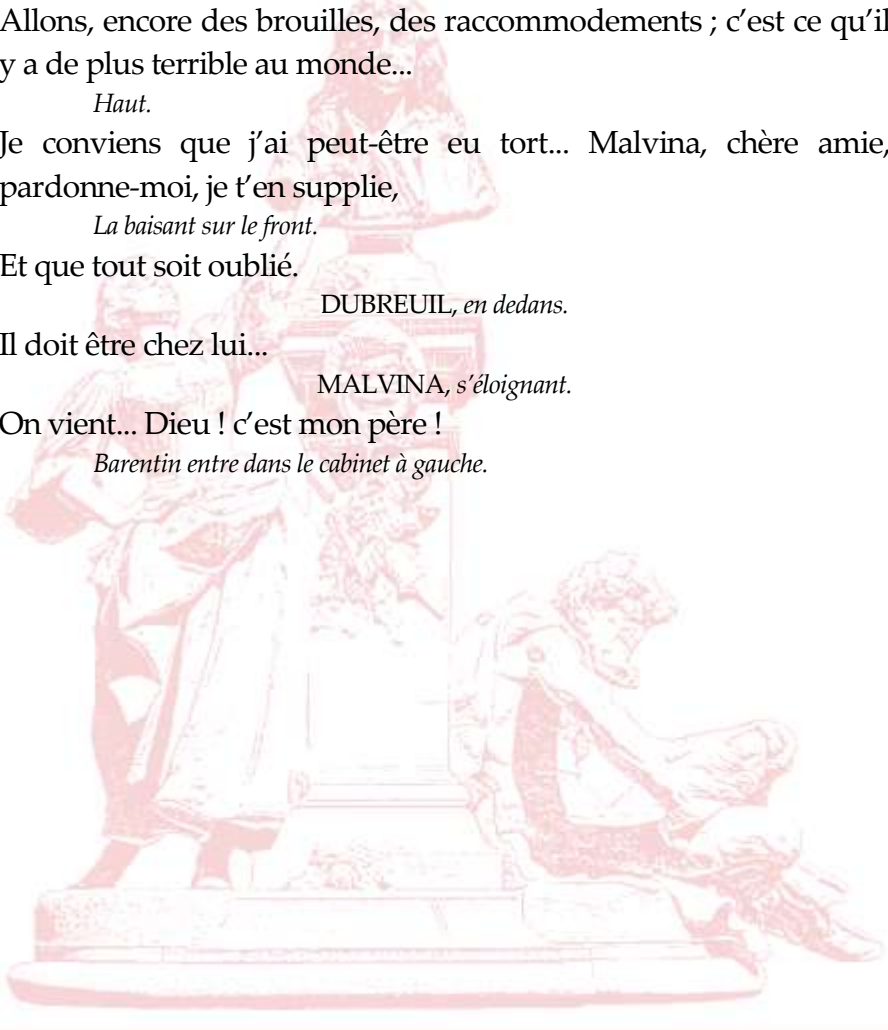 Allons, encore des brouilles, des raccommodements ; c’est ce qu’il
y a de plus terrible au monde...
Haut.
Je conviens que j’ai peut-être eu tort... Malvina, chère amie,
pardonne-moi, je t’en supplie,
La baisant sur le front.
Et que tout soit oublié.
DUBREUIL, en dedans.
Il doit être chez lui...
MALVINA, s’éloignant.
On vient... Dieu ! c’est mon père !
Barentin entre dans le cabinet à gauche.